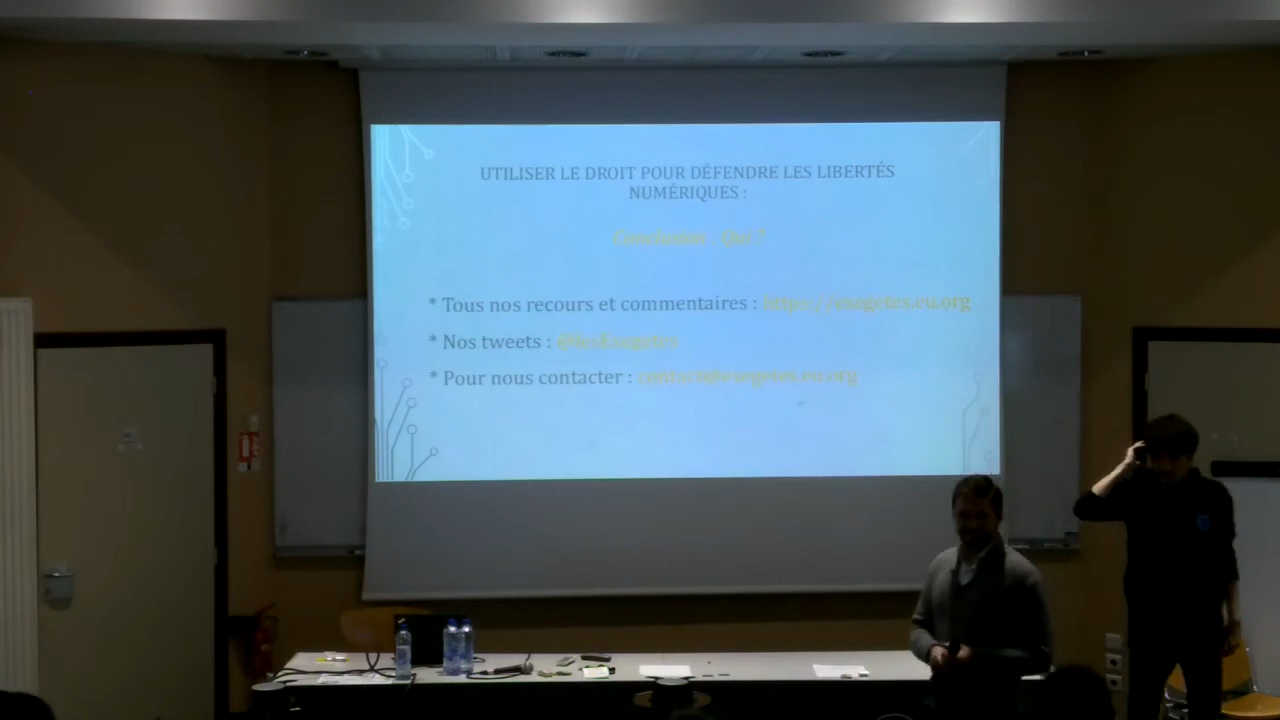 UTILISER LE DROIT POUR DÉFENDRE LES LIBERTÉS
NUMÉRIQUES :
Conclusion : Qui ?
* Tous nos recours et commentaires : https://exegetes.eu.org
* Nos tweets :
* Pour nous contacter : contact@exegetes.eu.org